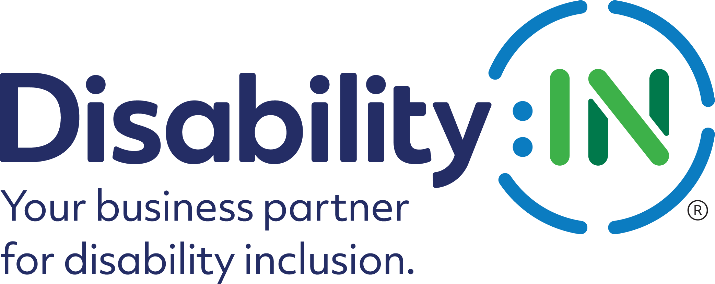 Disability:IN
Your business partner
for disability inclusion. ®